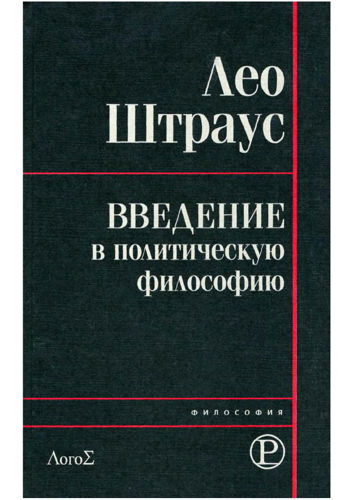 Лео
Штраус
ВВЕДЕНИЕ
в политическую
философию
ФИЛОСОФИЯ
ЛогоΣ